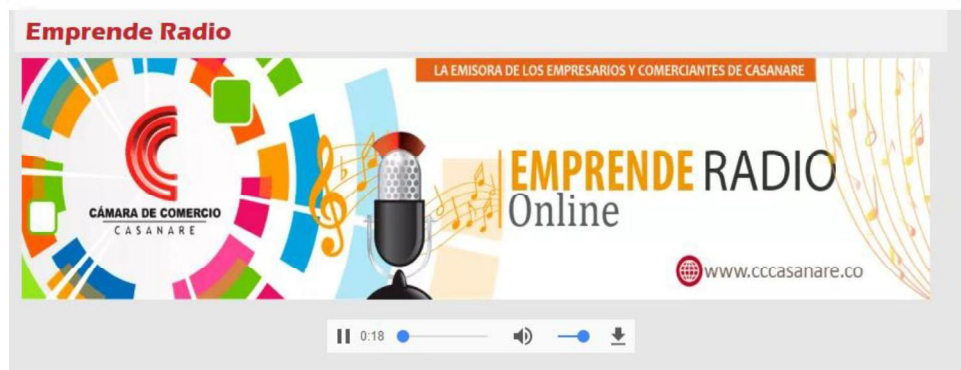 Emprende Radio
LA EMISORA DE LOS EMPRESARIOS Y COMERCIANTES DE CASANARE
CÁMARA DE COMERCIO
CASANARE
EMPRENDE RADIO
Online
www.cccasanare.co
0:18